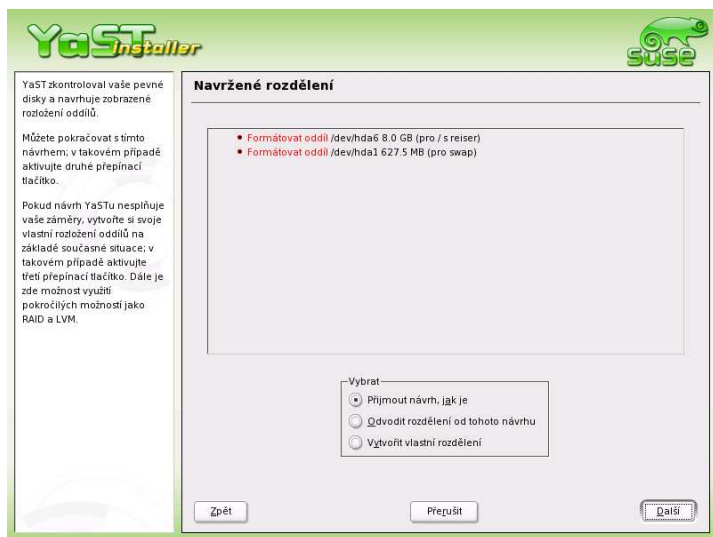 YaST installer
SUSE
YaST zkontroloval vaše pevné
disky a navrhuje zobrazené
rozložení oddílů.
Můžete pokračovat s tímto
návrhem; v takovém případě
aktivujte druhé přepínací
tlačítko.
Pokud návrh YaSTu nesplňuje
vaše záměry, vytvořte si svoje
vlastní rozložení oddílů na
základě současné situace; v
takovém případě aktivujte
třetí přepínací tlačítko. Dále je
zde možnost využití
pokročilých možností jako
RAID a LVM.
Navržené rozdělení
Formátovat oddíl /dev/hda6 8.0 GB (pro / s reiser)
Formátovat oddíl /dev/hda1 627.5 MB (pro swap)
Vybrat
Přijmout návrh, jak je
Odvodit rozdělení od tohoto návrhu
Vytvořit vlastní rozdělení
Zpět
Přerušit
Další